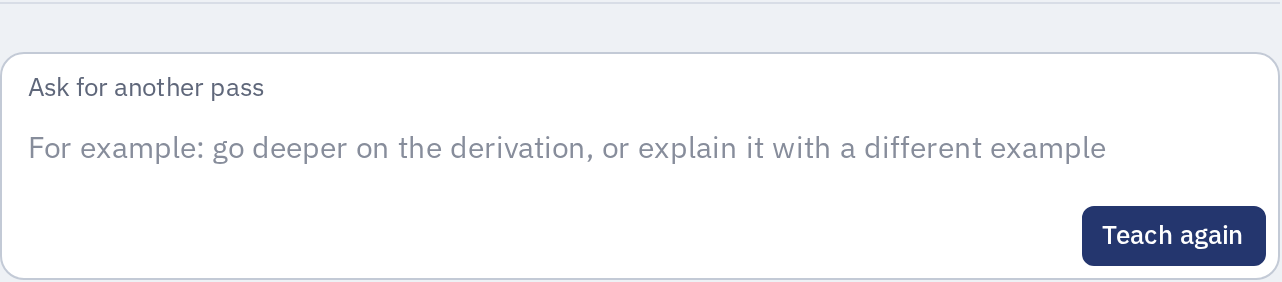 Ask for another pass
For example: go deeper on the derivation, or explain it with a different example
Teach again